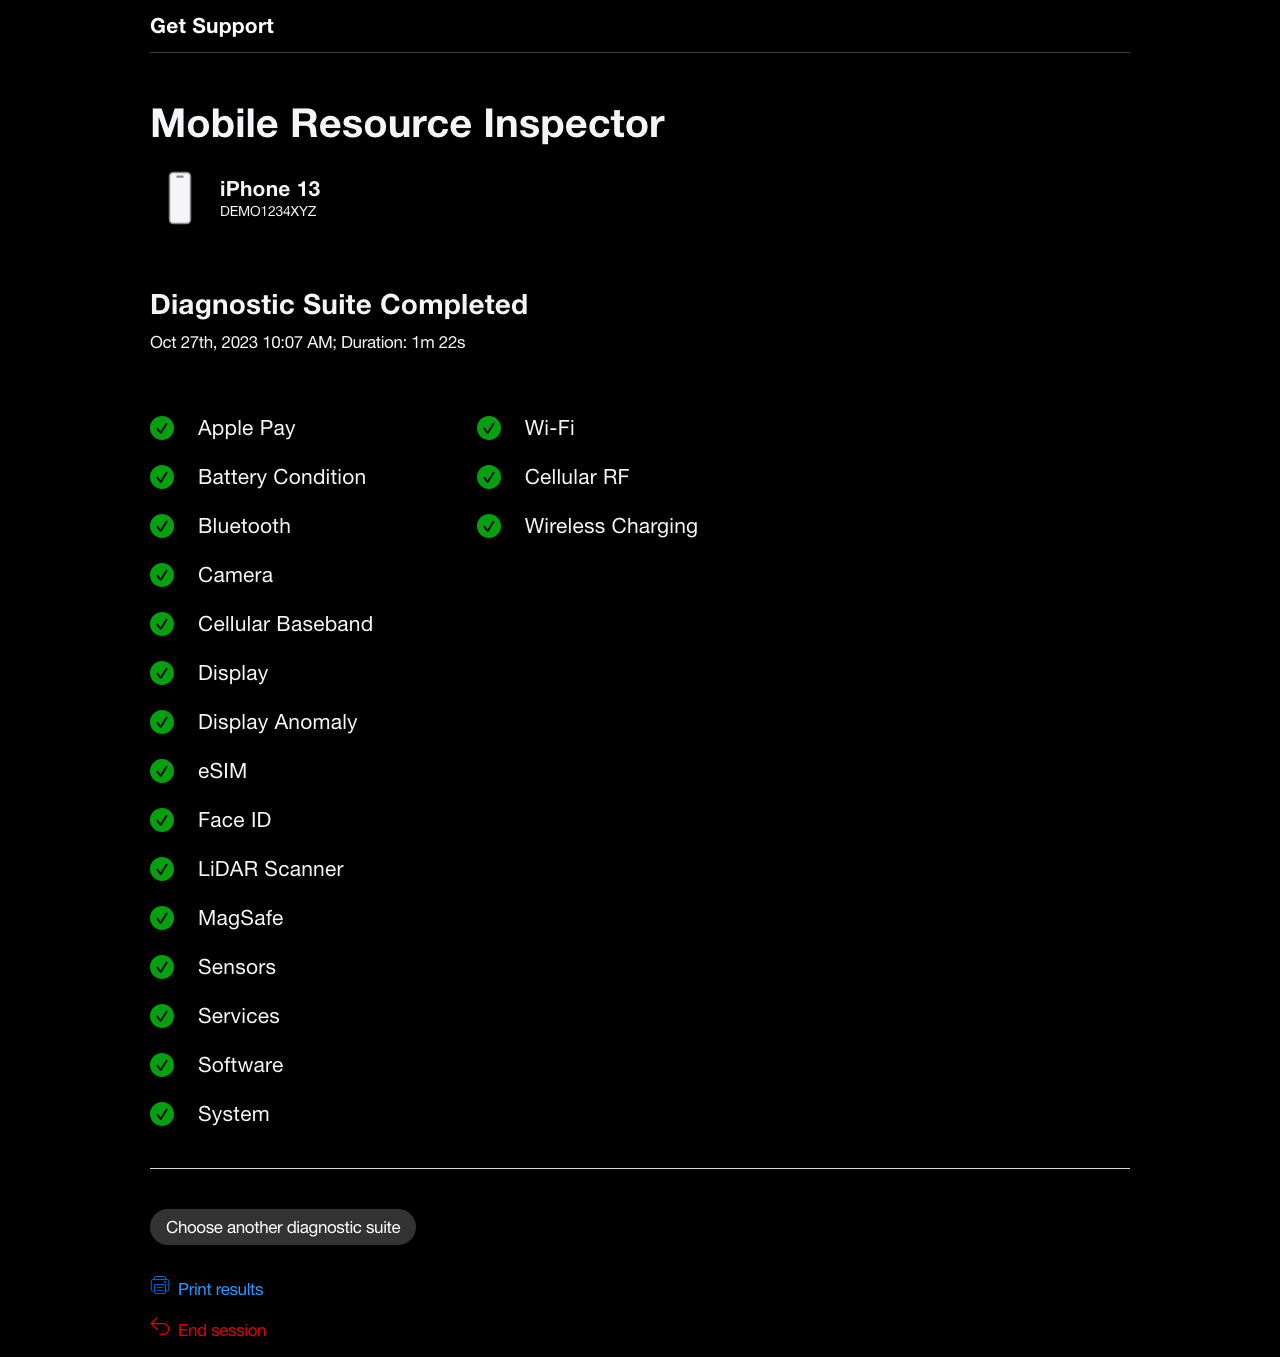 Get Support
Mobile Resource Inspector
iPhone 13
DEMO1234XYZ
Diagnostic Suite Completed
Oct 27th, 2023 10:07 AM; Duration: 1m 22s
Apple Pay
Battery Condition
Bluetooth
Camera
Cellular Baseband
Display
Display Anomaly
eSIM
Face ID
LiDAR Scanner
MagSafe
Sensors
Services
Software
System
Wi-Fi
Cellular RF
Wireless Charging
Choose another diagnostic suite
Print results
End session